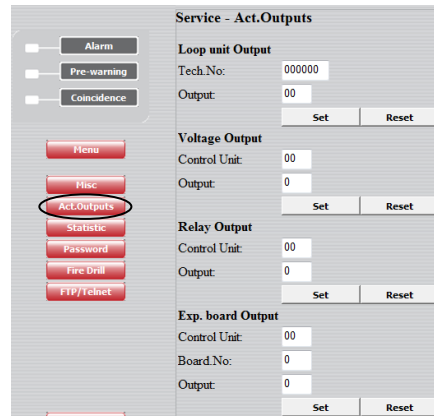 Service - Act.Outputs
Alarm
Pre-warning
Coincidence
Menu
Misc
Act.Outputs
Statistic
Password
Fire Drill
FTP/Telnet
Loop unit Output
Tech.No: 000000
Output: 00
Set Reset
Voltage Output
Control Unit: 00
Output: 0
Set Reset
Relay Output
Control Unit: 00
Output: 0
Set Reset
Exp. board Output
Control Unit: 00
Board.No: 0
Output: 0
Set Reset